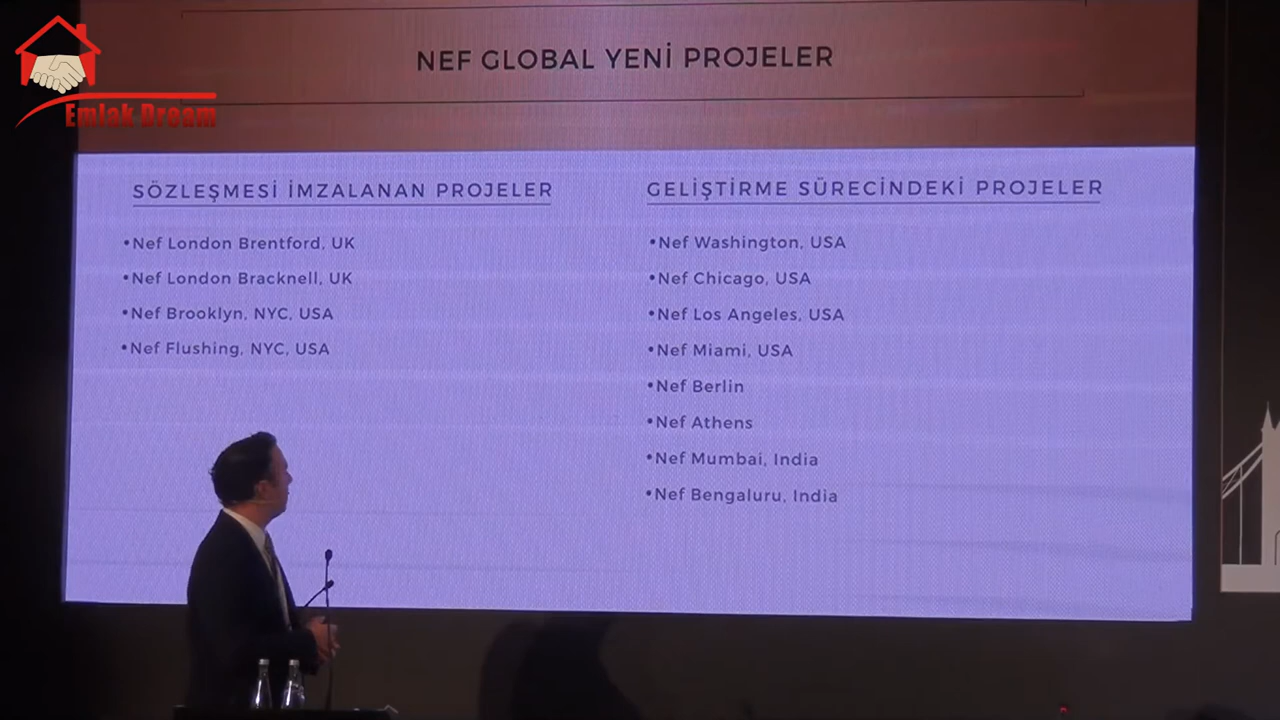 Emlak Dream
NEF GLOBAL YENİ PROJELER
SÖZLEŞMESİ İMZALANAN PROJELER
•Nef London Brentford, UK
•Nef London Bracknell, UK
•Nef Brooklyn, NYC, USA
•Nef Flushing, NYC, USA
GELİŞTİRME SÜRECİNDEKİ PROJELER
•Nef Washington, USA
•Nef Chicago, USA
•Nef Los Angeles, USA
•Nef Miami, USA
•Nef Berlin
•Nef Athens
•Nef Mumbai, India
•Nef Bengaluru, India